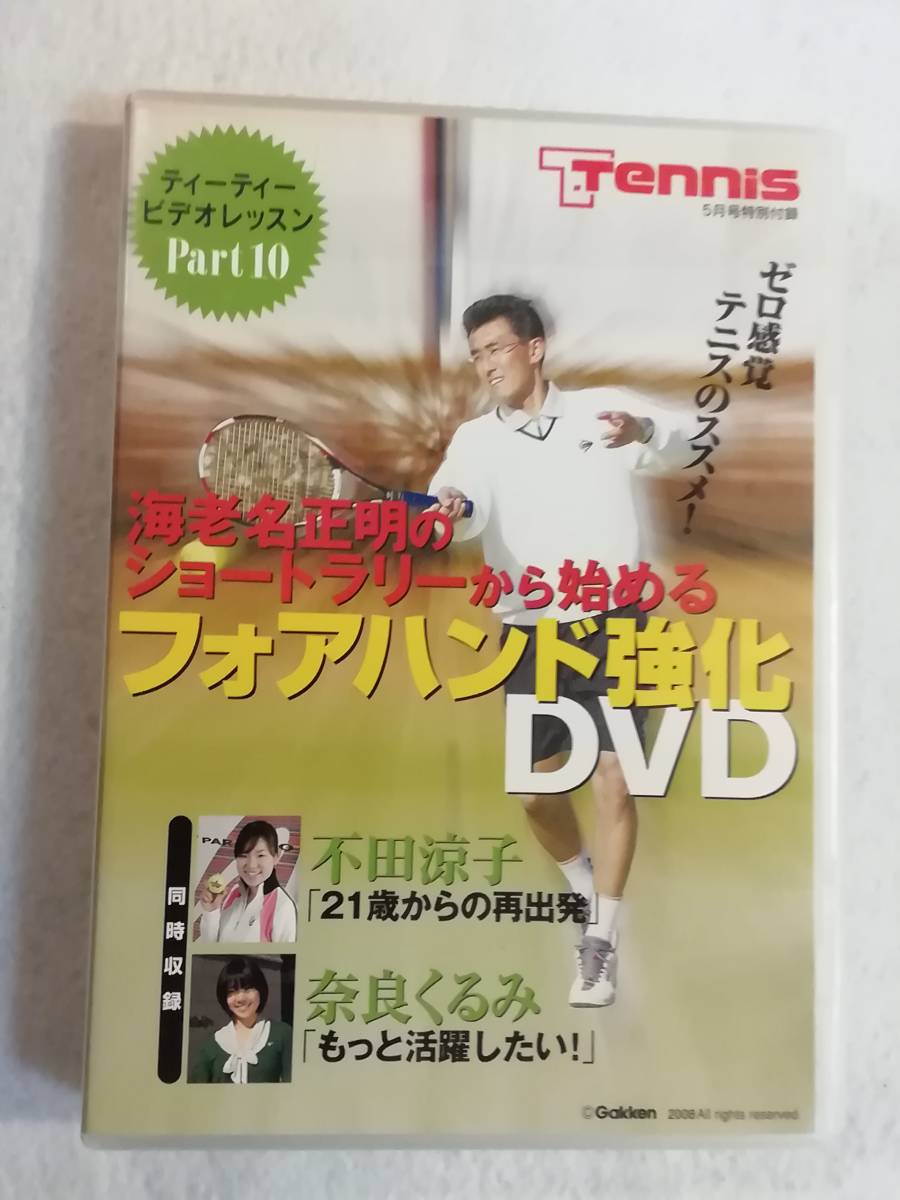 ティーティー
ビデオレッスン
Part 10
T.Tennis
5月号特別付録
ゼロ感覚
テニスのススメ!
海老名正明の
ショートラリーから始める
フォアハンド強化
DVD
同時収録
不田涼子
「21歳からの再出発」
奈良くるみ
「もっと活躍したい!」
©Gakken 2008 All rights reserved